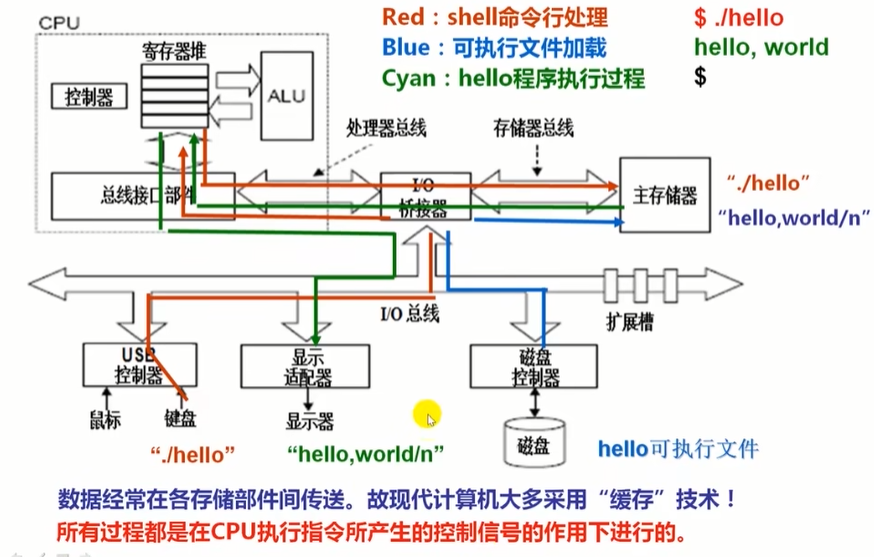 CPU
Red：shell命令行处理
$ ./hello
Blue：可执行文件加载
hello, world
Cyan：hello程序执行过程
$
寄存器堆
控制器
ALU
处理器总线
存储器总线
总线接口部件
I/O
桥接器
主存储器
“./hello”
“hello,world/n”
I/O 总线
扩展槽
USB
控制器
显示
适配器
磁盘
控制器
鼠标
键盘
显示器
磁盘
“./hello”
“hello,world/n”
hello可执行文件
数据经常在各存储部件间传送。故现代计算机大多采用“缓存”技术！
所有过程都是在CPU执行指令所产生的控制信号的作用下进行的。